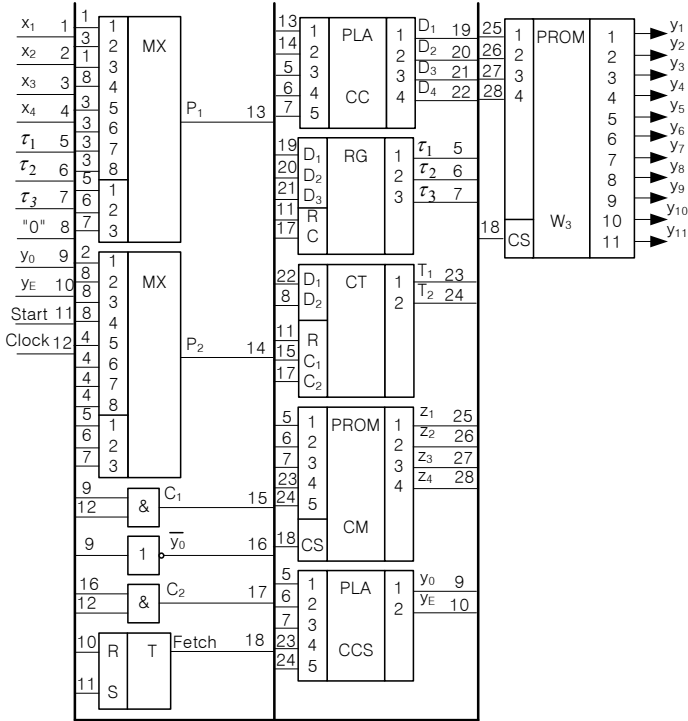 x₁ 1
x₂ 2
x₃ 3
x₄ 4
τ₁ 5
τ₂ 6
τ₃ 7
"0" 8
y₀ 9
yE 10
Start 11
Clock 12
MX
1 1
3 2
1 3
8 4
3 5
3 6
3 7
3 8
5 1
6 2
7 3
P₁ 13
MX
2 1
8 2
8 3
8 4
4 5
4 6
4 7
4 8
5 1
6 2
7 3
P₂ 14
9
12
&
C₁ 15
9
1
y̅₀ 16
16
12
&
C₂ 17
10 R T
11 S
Fetch 18
PLA
CC
13 1
14 2
5 3
6 4
7 5
1 D₁ 19
2 D₂ 20
3 D₃ 21
4 D₄ 22
RG
19 D₁
20 D₂
21 D₃
11 R
17 C
1 τ₁ 5
2 τ₂ 6
3 τ₃ 7
CT
22 D₁
8 D₂
11 R
15 C₁
17 C₂
1 T₁ 23
2 T₂ 24
PROM
CM
5 1
6 2
7 3
23 4
24 5
18 CS
1 z₁ 25
2 z₂ 26
3 z₃ 27
4 z₄ 28
PLA
CCS
5 1
6 2
7 3
23 4
24 5
1 y₀ 9
2 yE 10
PROM
W₃
25 1
26 2
27 3
28 4
18 CS
1 y₁
2 y₂
3 y₃
4 y₄
5 y₅
6 y₆
7 y₇
8 y₈
9 y₉
10 y₁₀
11 y₁₁